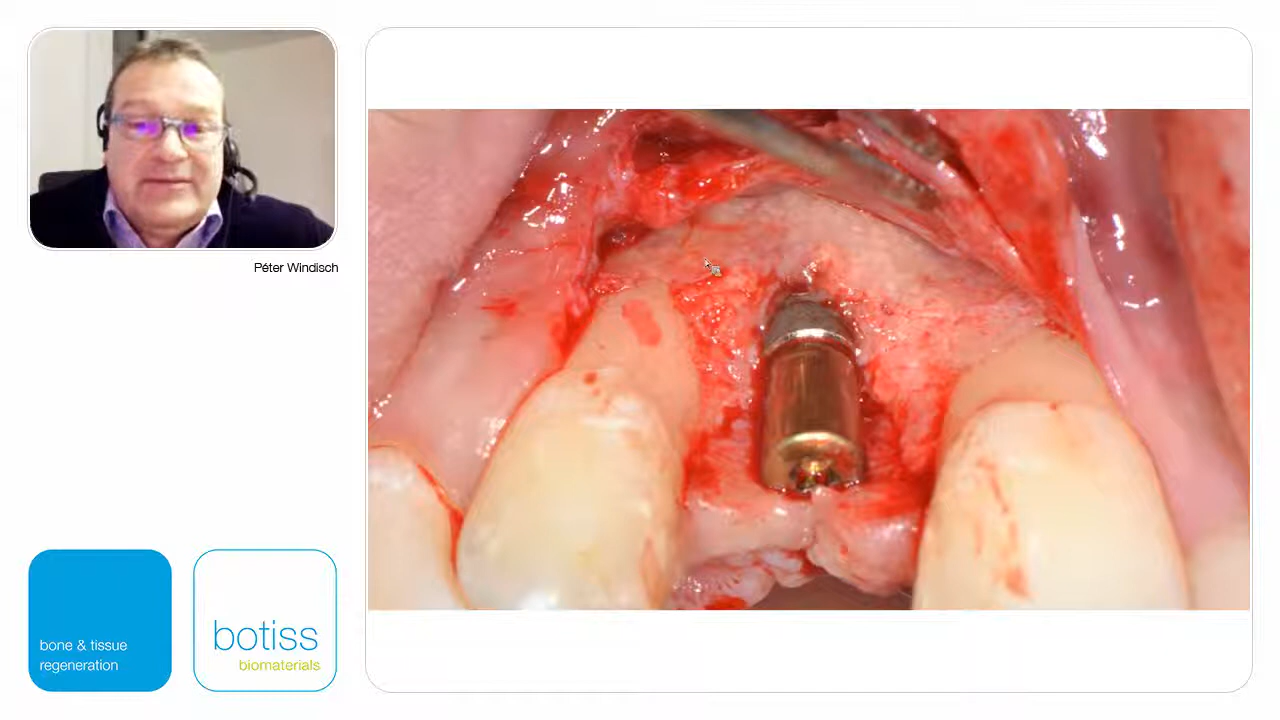 Péter Windisch
bone & tissue
regeneration
botiss
biomaterials